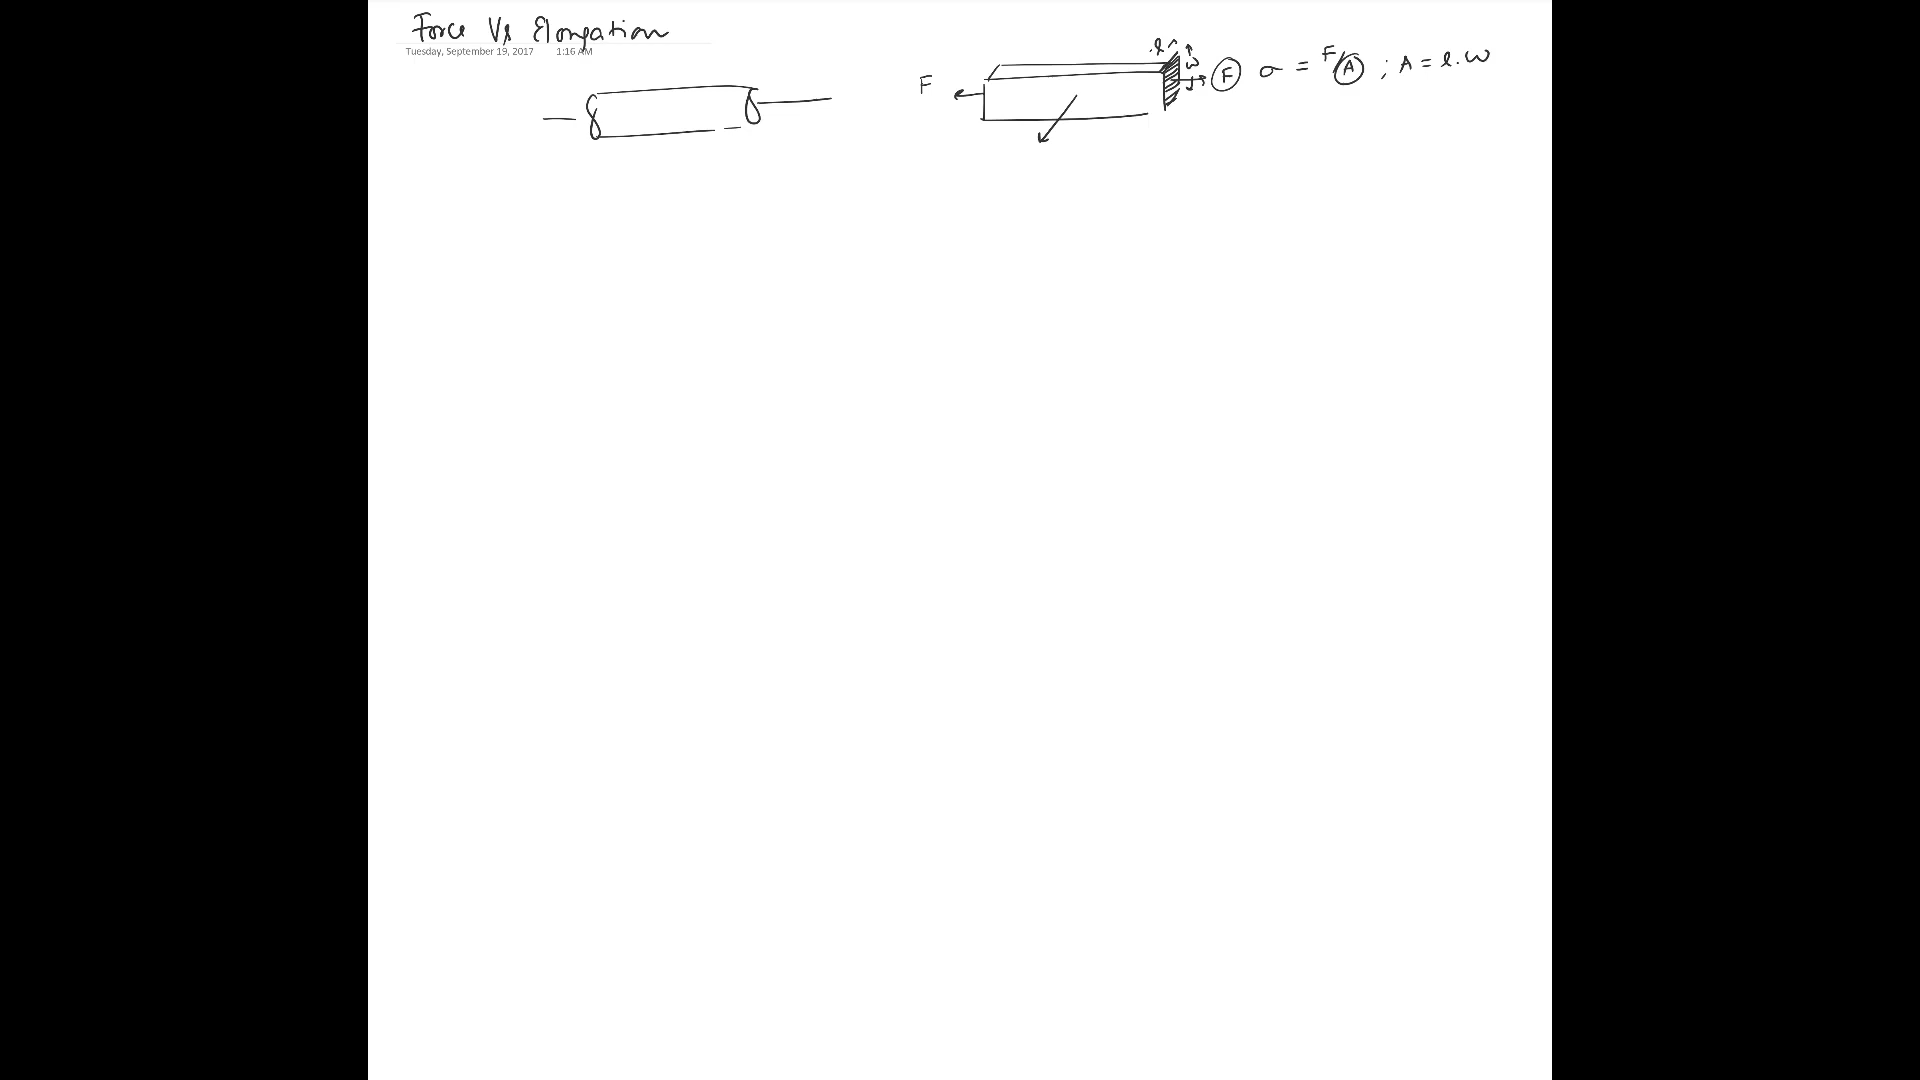 Force Vs Elongation
Tuesday, September 19, 2017 1:16 AM
F
l
w
F σ = F/A ; A = l.w